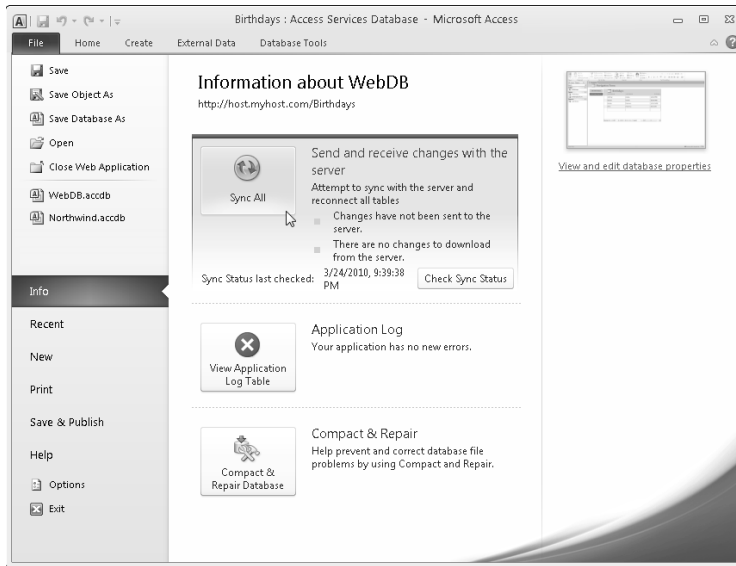 Birthdays : Access Services Database - Microsoft Access
File Home Create External Data Database Tools
Save
Save Object As
Save Database As
Open
Close Web Application
WebDB.accdb
Northwind.accdb
Info
Recent
New
Print
Save & Publish
Help
Options
Exit
Information about WebDB
http://host.myhost.com/Birthdays
Sync All
Send and receive changes with the
server
Attempt to sync with the server and
reconnect all tables
Changes have not been sent to the
server.
There are no changes to download
from the server.
Sync Status last checked: 3/24/2010, 9:39:38
PM
Check Sync Status
View Application
Log Table
Application Log
Your application has no new errors.
Compact &
Repair Database
Compact & Repair
Help prevent and correct database file
problems by using Compact and Repair.
View and edit database properties